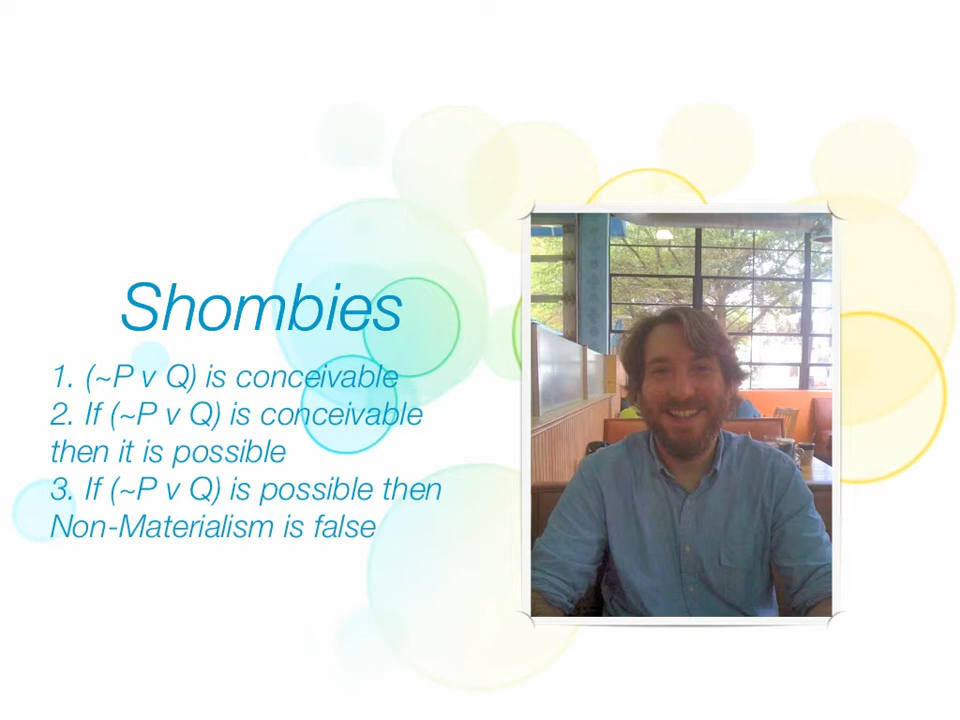 Shombies
1. (~P v Q) is conceivable
2. If (~P v Q) is conceivable
then it is possible
3. If (~P v Q) is possible then
Non-Materialism is false